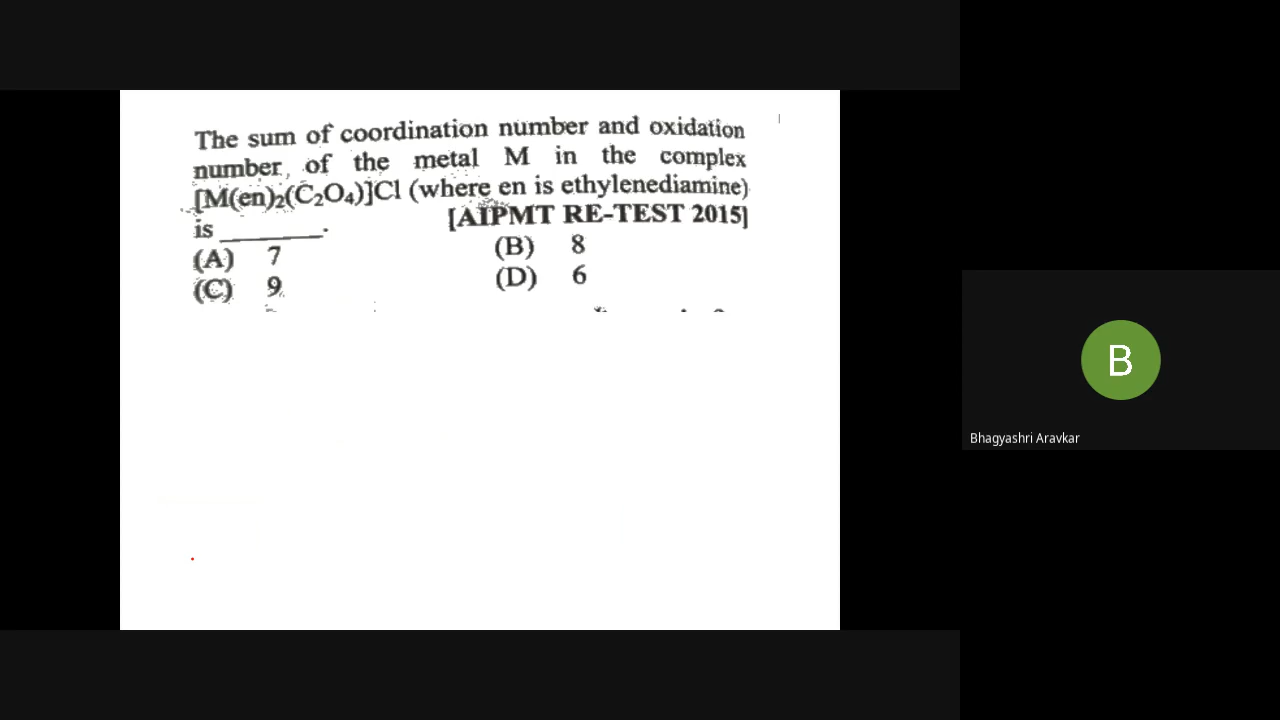 The sum of coordination number and oxidation
number of the metal M in the complex
[M(en)₂(C₂O₄)]Cl (where en is ethylenediamine)
is ________. [AIPMT RE-TEST 2015]
(A) 7 (B) 8
(C) 9 (D) 6
B
Bhagyashri Aravkar